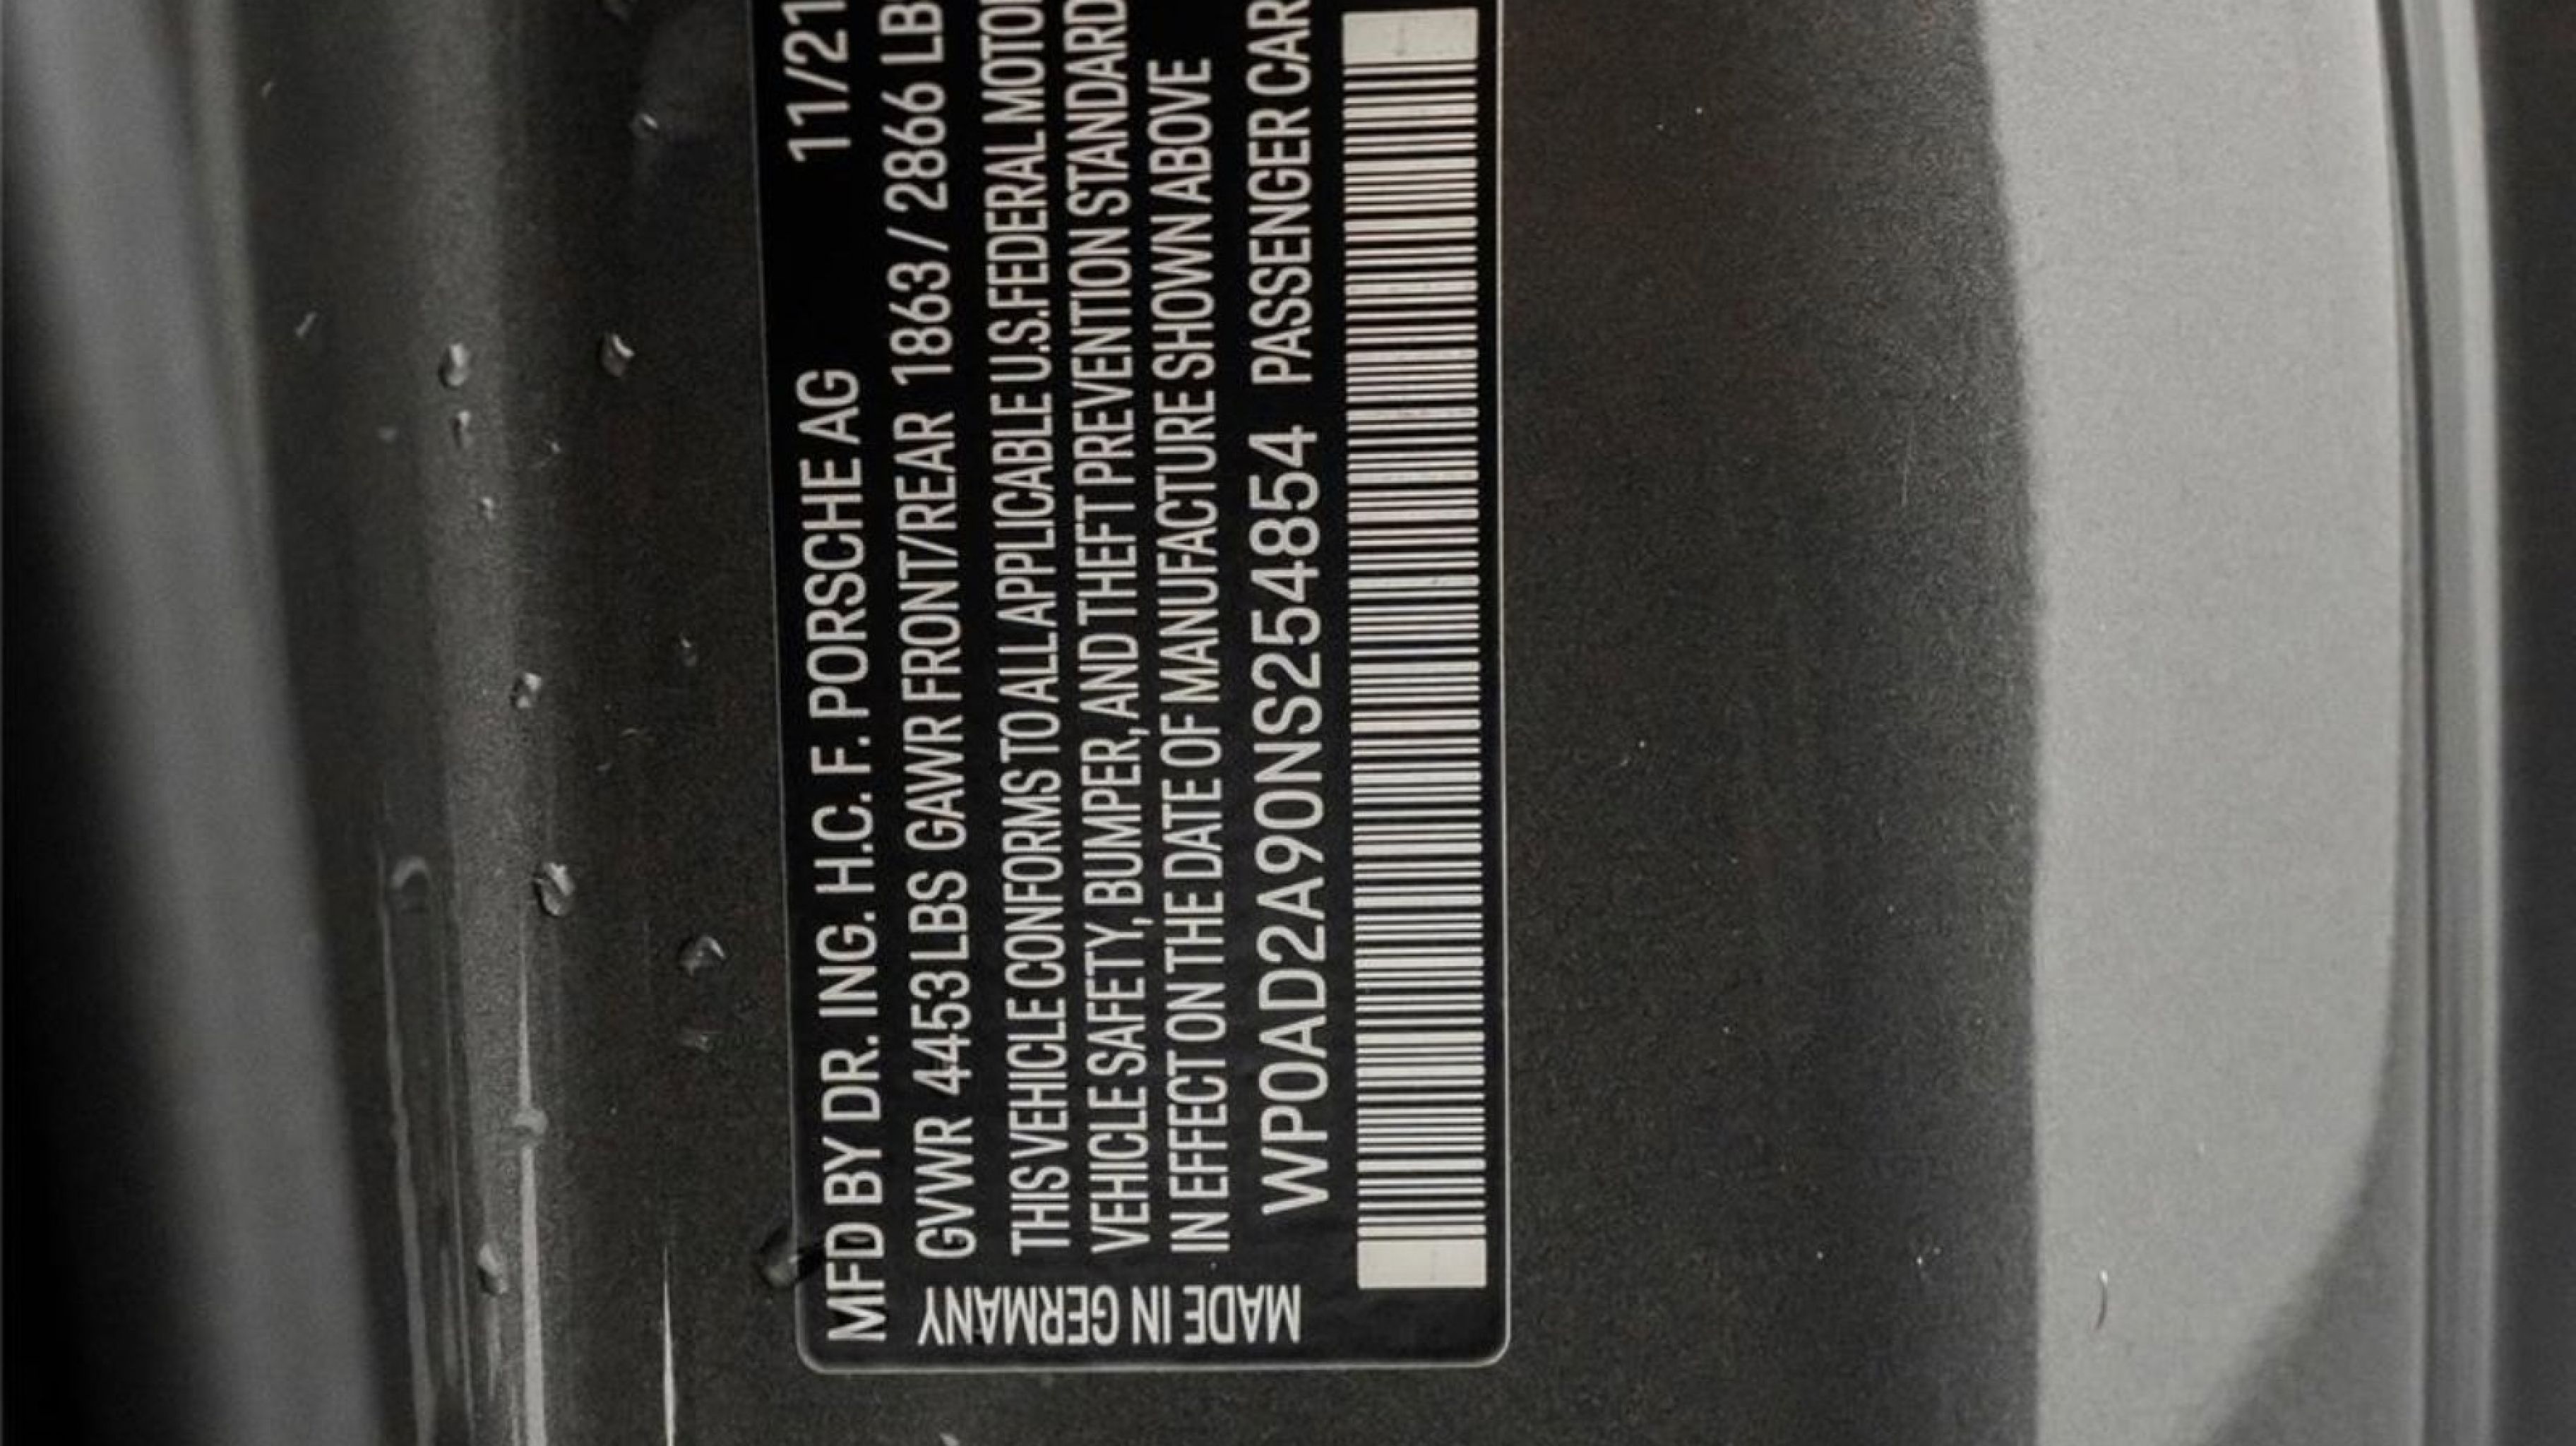 MFD BY DR. ING. H.C. F. PORSCHE AG 11/21
GVWR 4453 LBS GAWR FRONT/REAR 1863 / 2866 LB
THIS VEHICLE CONFORMS TO ALL APPLICABLE U.S. FEDERAL MOTO
VEHICLE SAFETY, BUMPER, AND THEFT PREVENTION STANDARD
IN EFFECT ON THE DATE OF MANUFACTURE SHOWN ABOVE
WP0AD2A90NS254854 PASSENGER CAR
MADE IN GERMANY